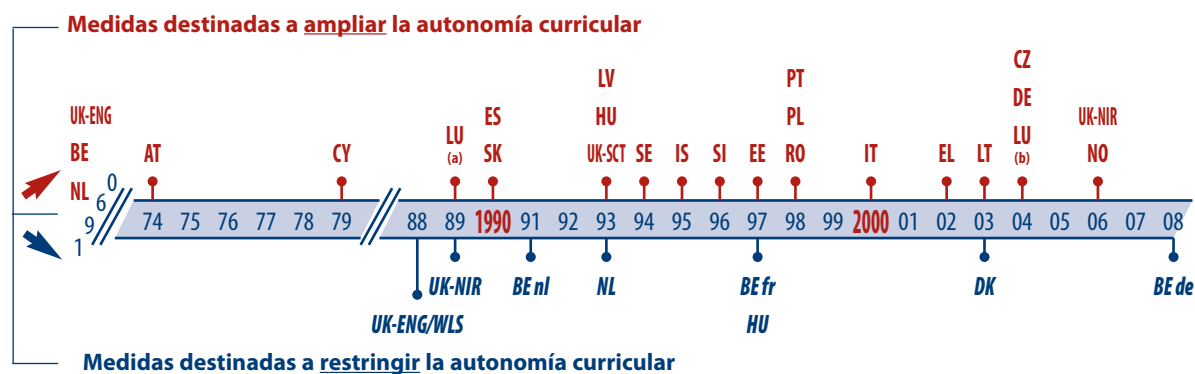 Medidas destinadas a ampliar la autonomía curricular
CZ
LV PT DE
UK-ENG ES HU PL LU UK-NIR
BE AT CY LU (a) SK UK-SCT SE IS SI EE RO IT EL LT (b) NO
NL
1960 74 75 76 77 78 79 88 89 1990 91 92 93 94 95 96 97 98 99 2000 01 02 03 04 05 06 07 08
UK-NIR BE nl NL BE fr DK BE de
UK-ENG/WLS HU
Medidas destinadas a restringir la autonomía curricular